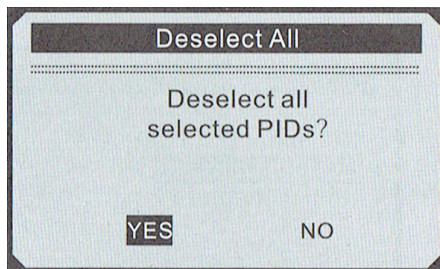 Deselect All
Deselect all
selected PIDs?
YES
NO